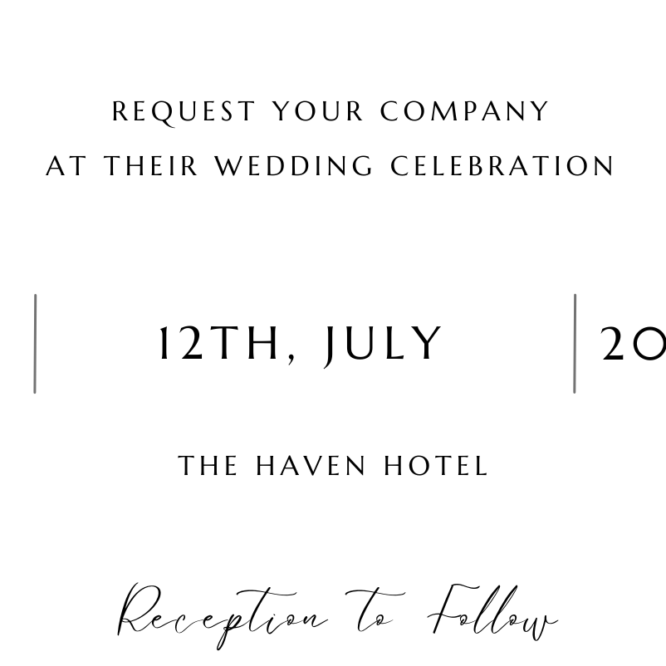 REQUEST YOUR COMPANY
AT THEIR WEDDING CELEBRATION
12TH, JULY 20
THE HAVEN HOTEL
Reception to Follow